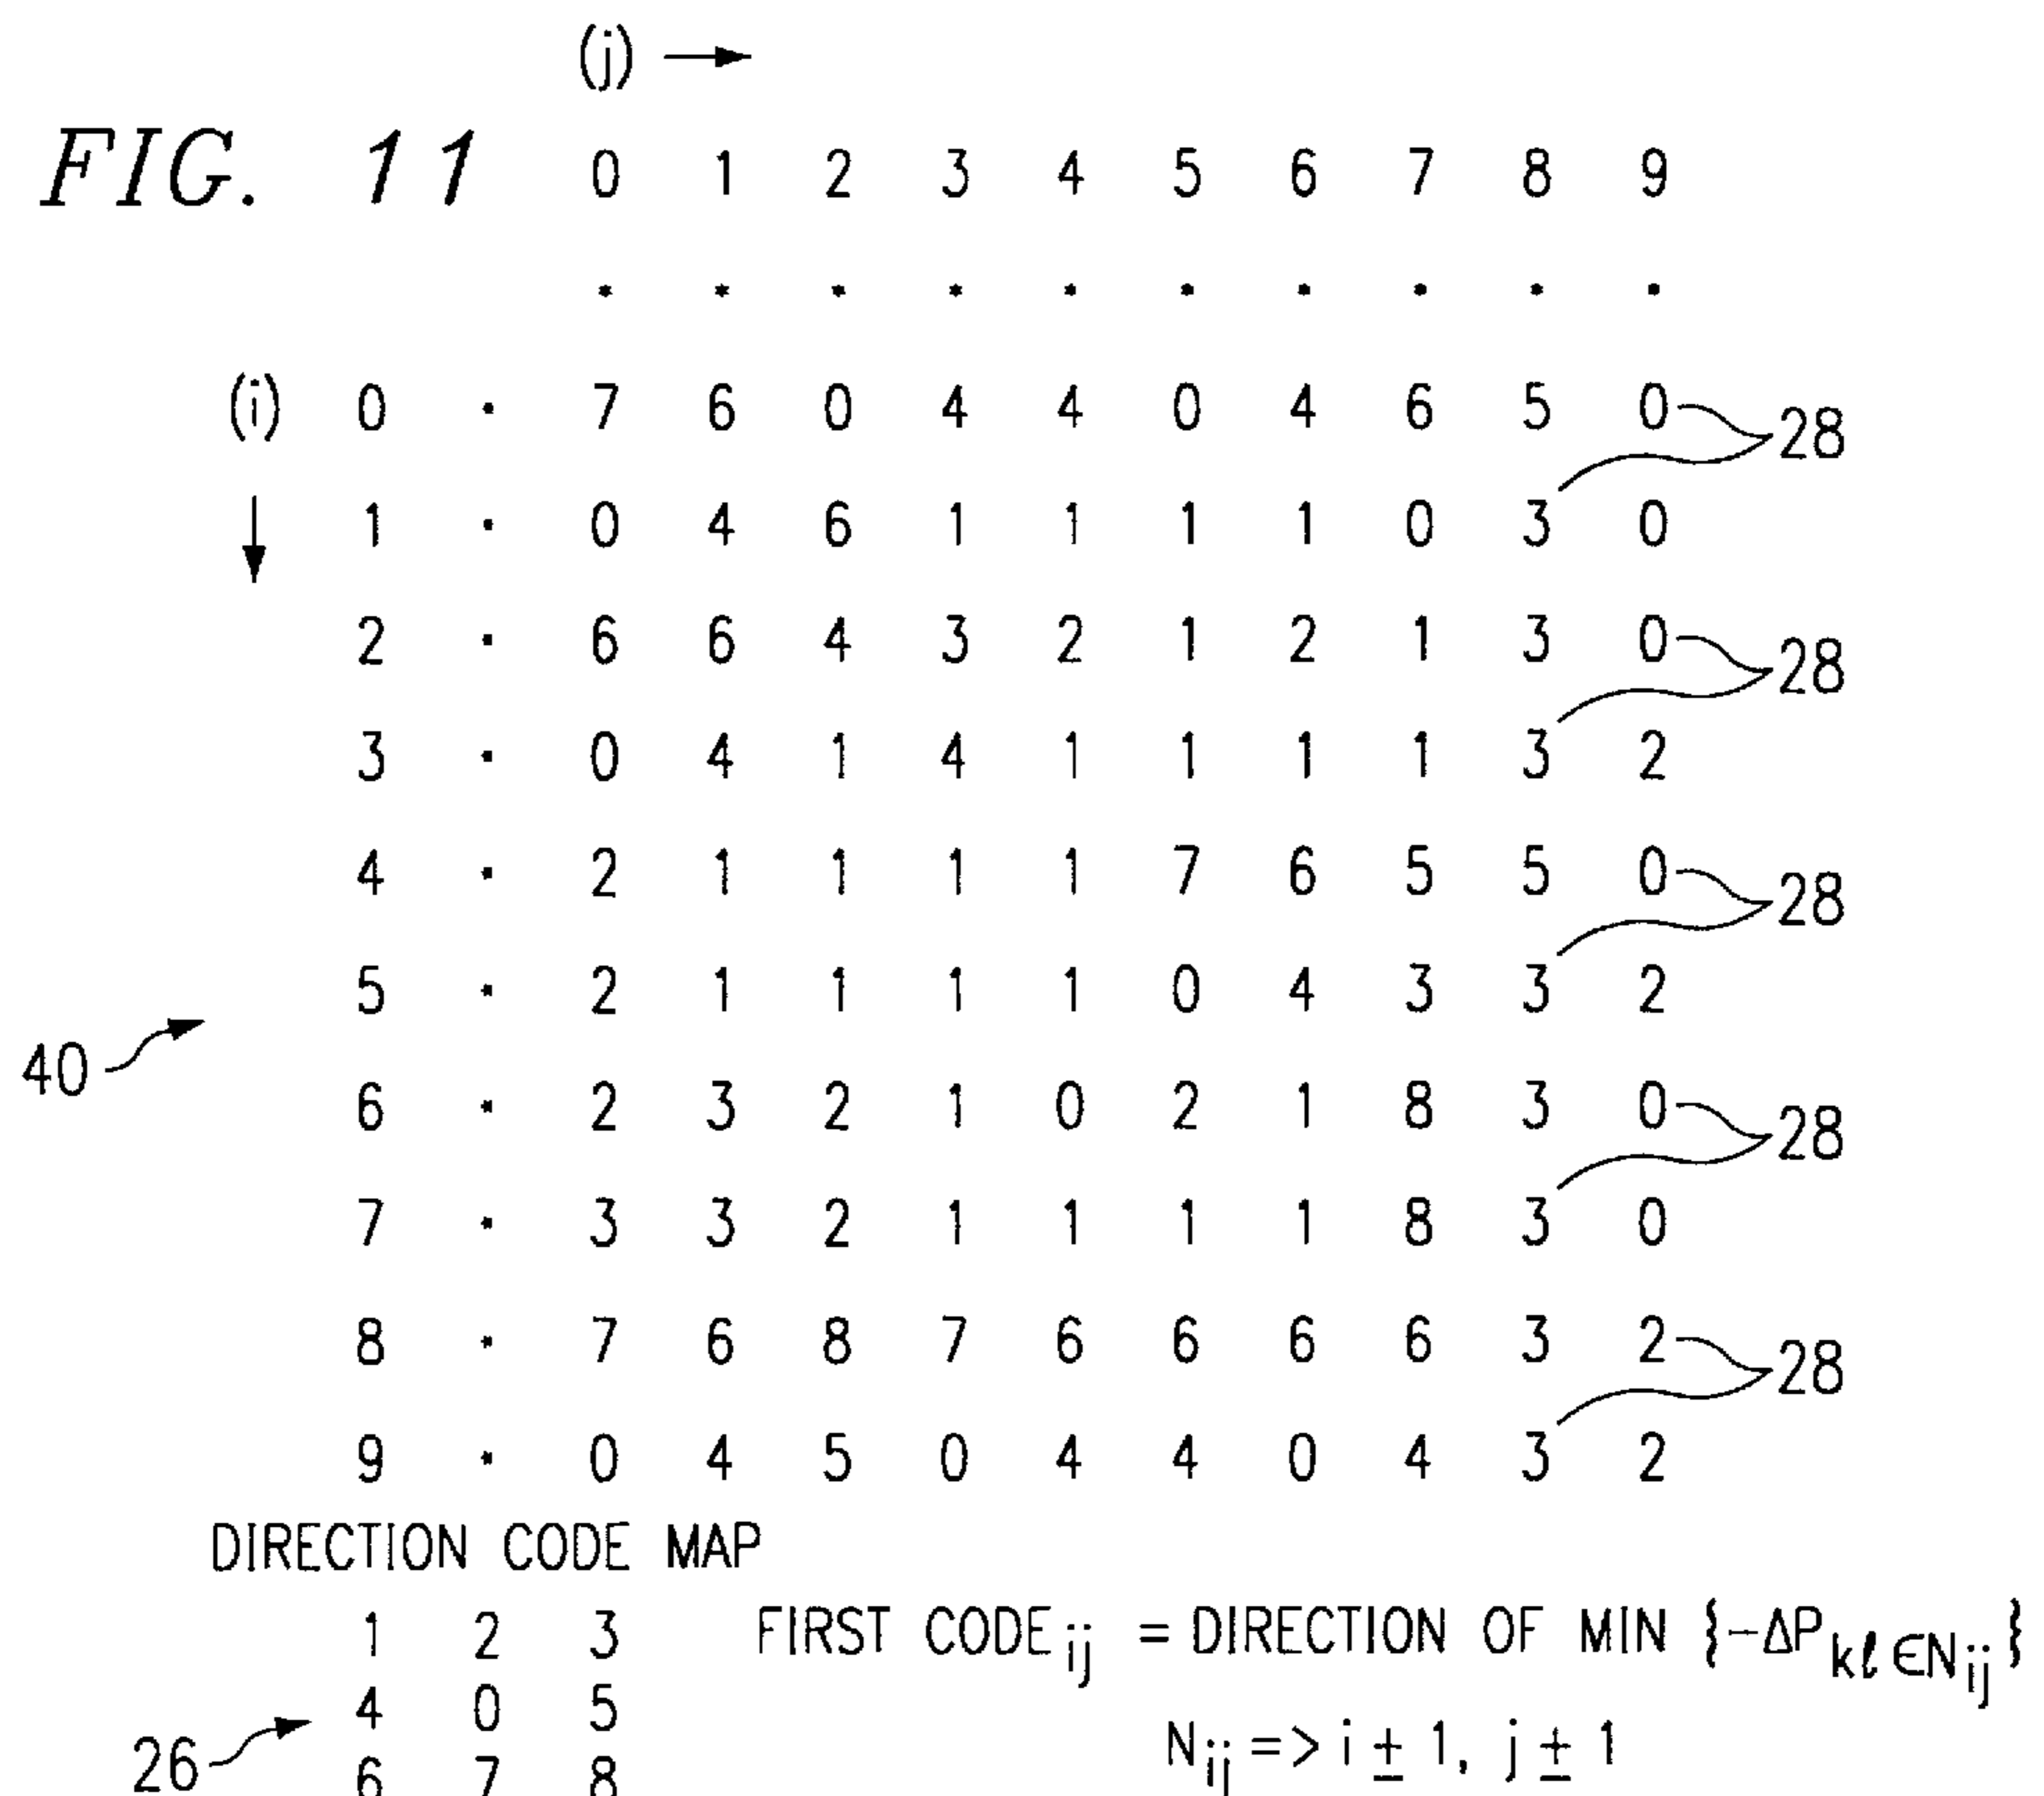 (j)
FIG. 11 0 1 2 3 4 5 6 7 8 9
. . . . . . . . . .
(i) 0 . 7 6 0 4 4 0 4 6 5 0 28
1 . 0 4 6 1 1 1 1 0 3 0
2 . 6 6 4 3 2 1 2 1 3 0 28
3 . 0 4 1 4 1 1 1 1 3 2
4 . 2 1 1 1 1 7 6 5 5 0 28
5 . 2 1 1 1 1 0 4 3 3 2
40
6 . 2 3 2 1 0 2 1 8 3 0 28
7 . 3 3 2 1 1 1 1 8 3 0
8 . 7 6 8 7 6 6 6 6 3 2 28
9 . 0 4 5 0 4 4 0 4 3 2
DIRECTION CODE MAP
1 2 3 FIRST CODE ij = DIRECTION OF MIN {-ΔP kℓ ∈N ij }
4 0 5
26 6 7 8 N ij => i ± 1, j ± 1